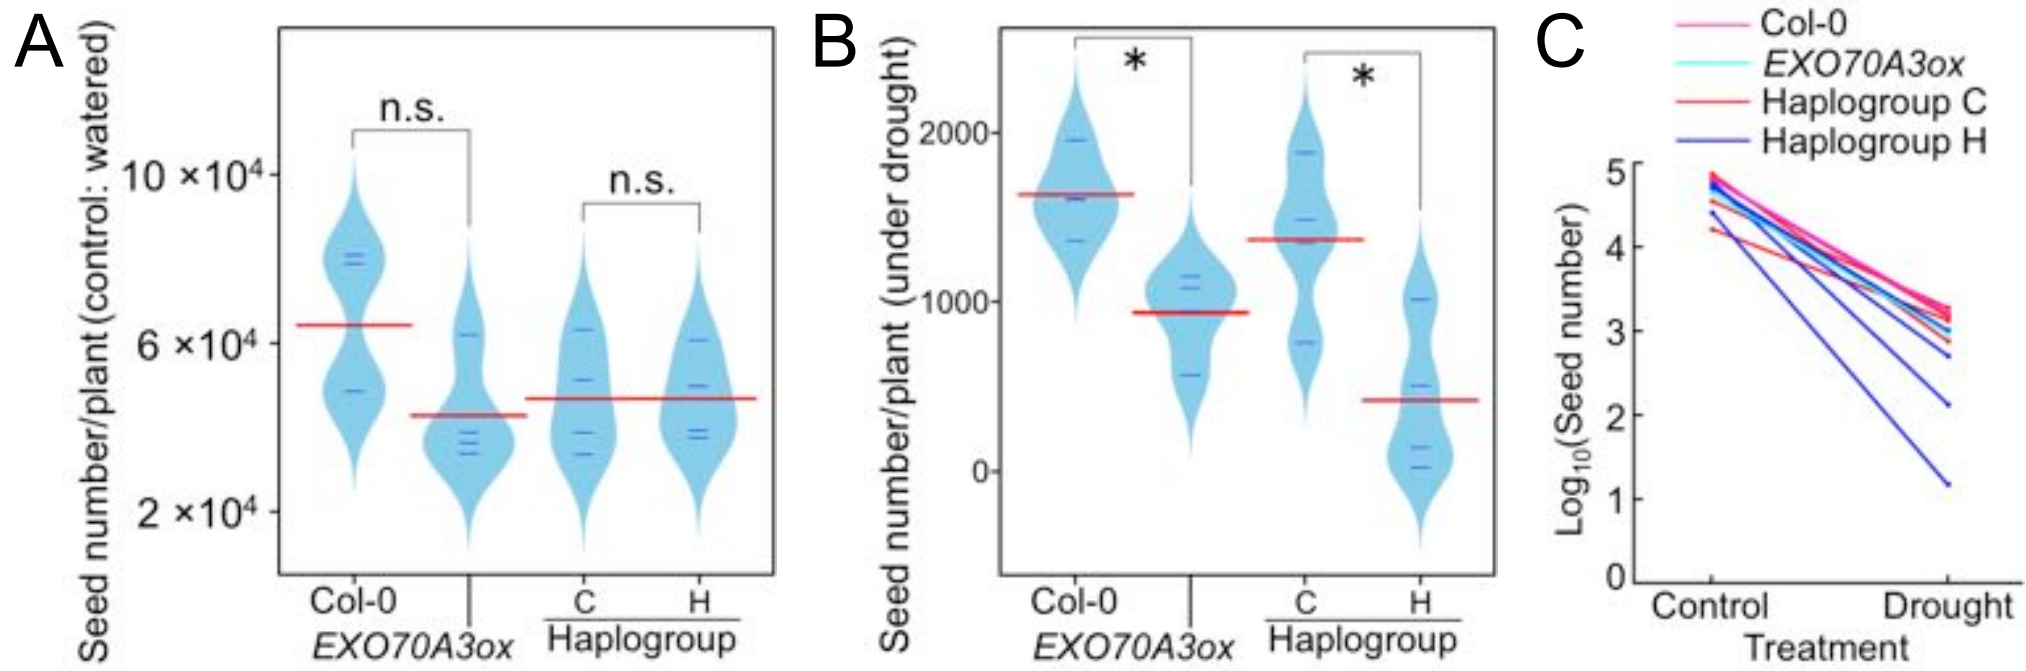 A
Seed number/plant (control: watered)
10 ×10⁴
6 ×10⁴
2 ×10⁴
n.s.
n.s.
Col-0
EXO70A3ox
C
H
Haplogroup
B
Seed number/plant (under drought)
2000
1000
0
*
*
Col-0
EXO70A3ox
C
H
Haplogroup
C
Col-0
EXO70A3ox
Haplogroup C
Haplogroup H
Log₁₀(Seed number)
5
4
3
2
1
0
Control
Drought
Treatment